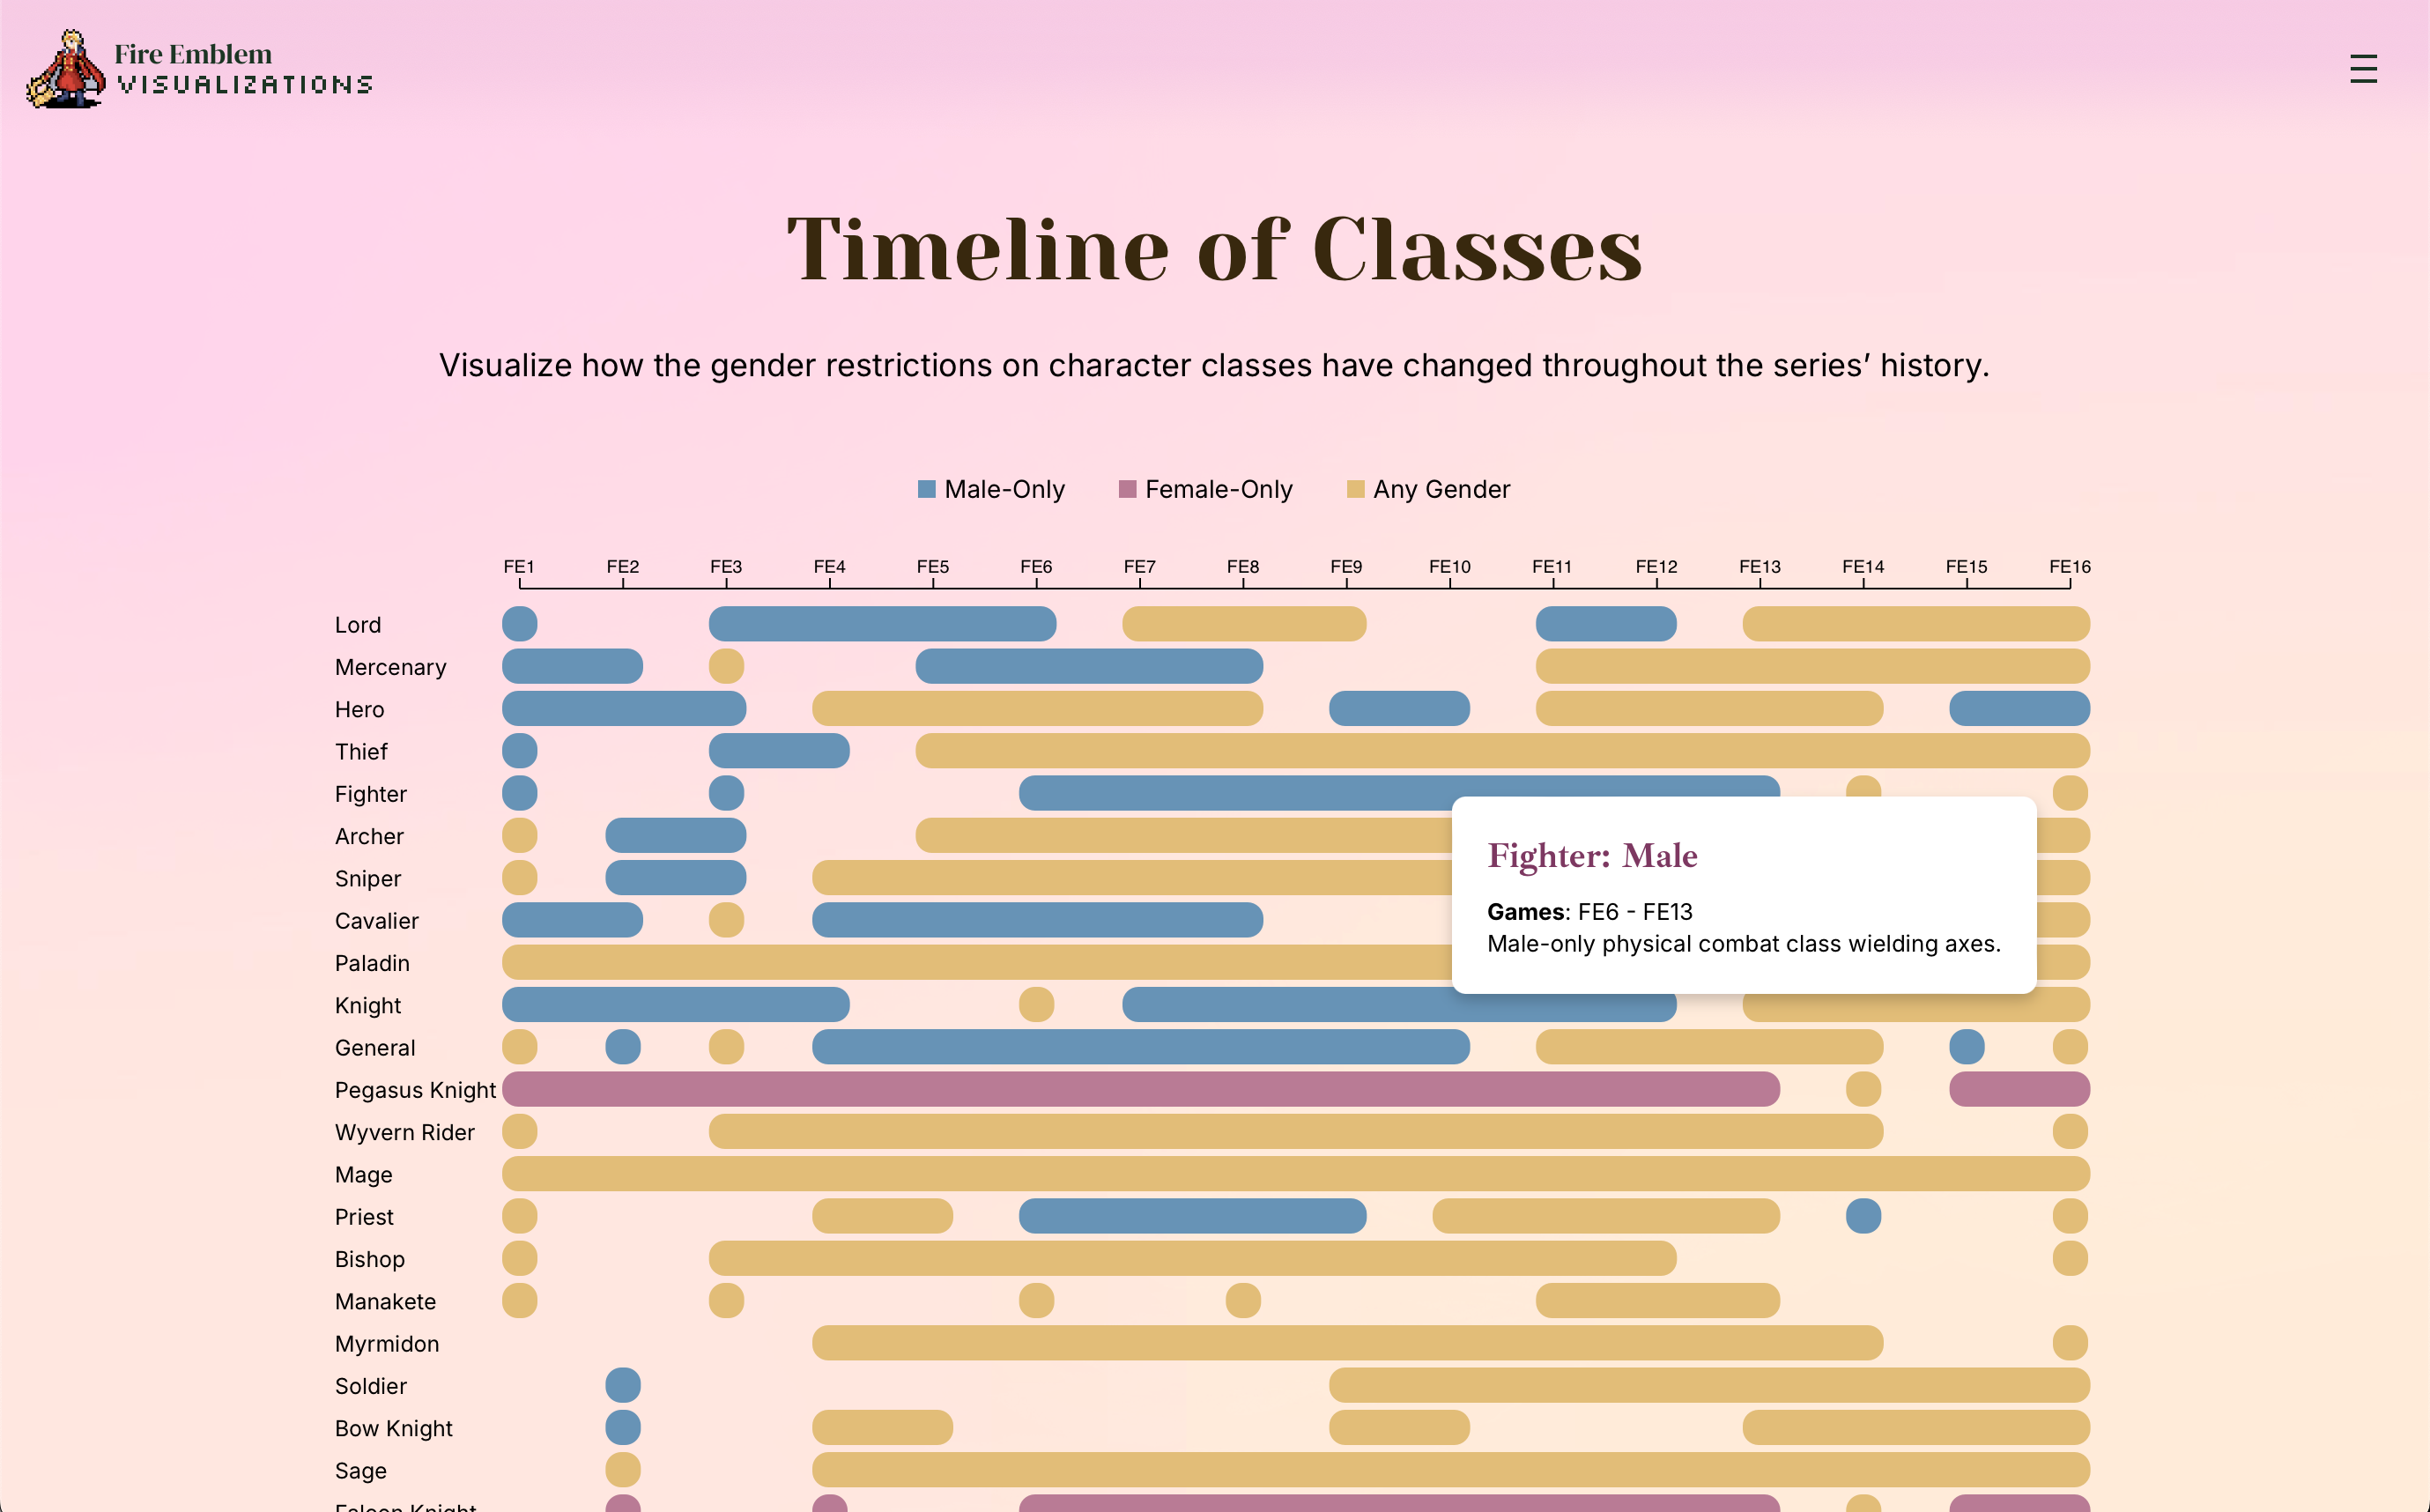 Fire Emblem
VISUALIZATIONS
Timeline of Classes
Visualize how the gender restrictions on character classes have changed throughout the series’ history.
Male-Only Female-Only Any Gender
FE1 FE2 FE3 FE4 FE5 FE6 FE7 FE8 FE9 FE10 FE11 FE12 FE13 FE14 FE15 FE16
Lord
Mercenary
Hero
Thief
Fighter
Archer
Sniper
Cavalier
Paladin
Knight
General
Pegasus Knight
Wyvern Rider
Mage
Priest
Bishop
Manakete
Myrmidon
Soldier
Bow Knight
Sage
Falcon Knight
Fighter: Male
Games: FE6 - FE13
Male-only physical combat class wielding axes.